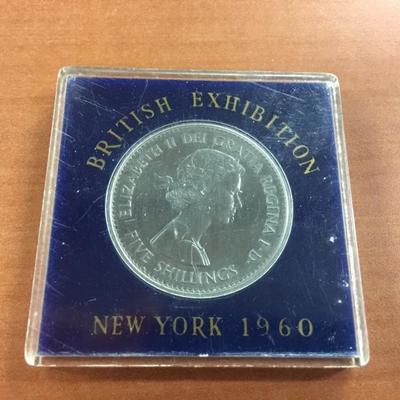 BRITISH EXHIBITION
ELIZABETH II DEI GRATIA REGINA F·D·
FIVE SHILLINGS
NEW YORK 1960